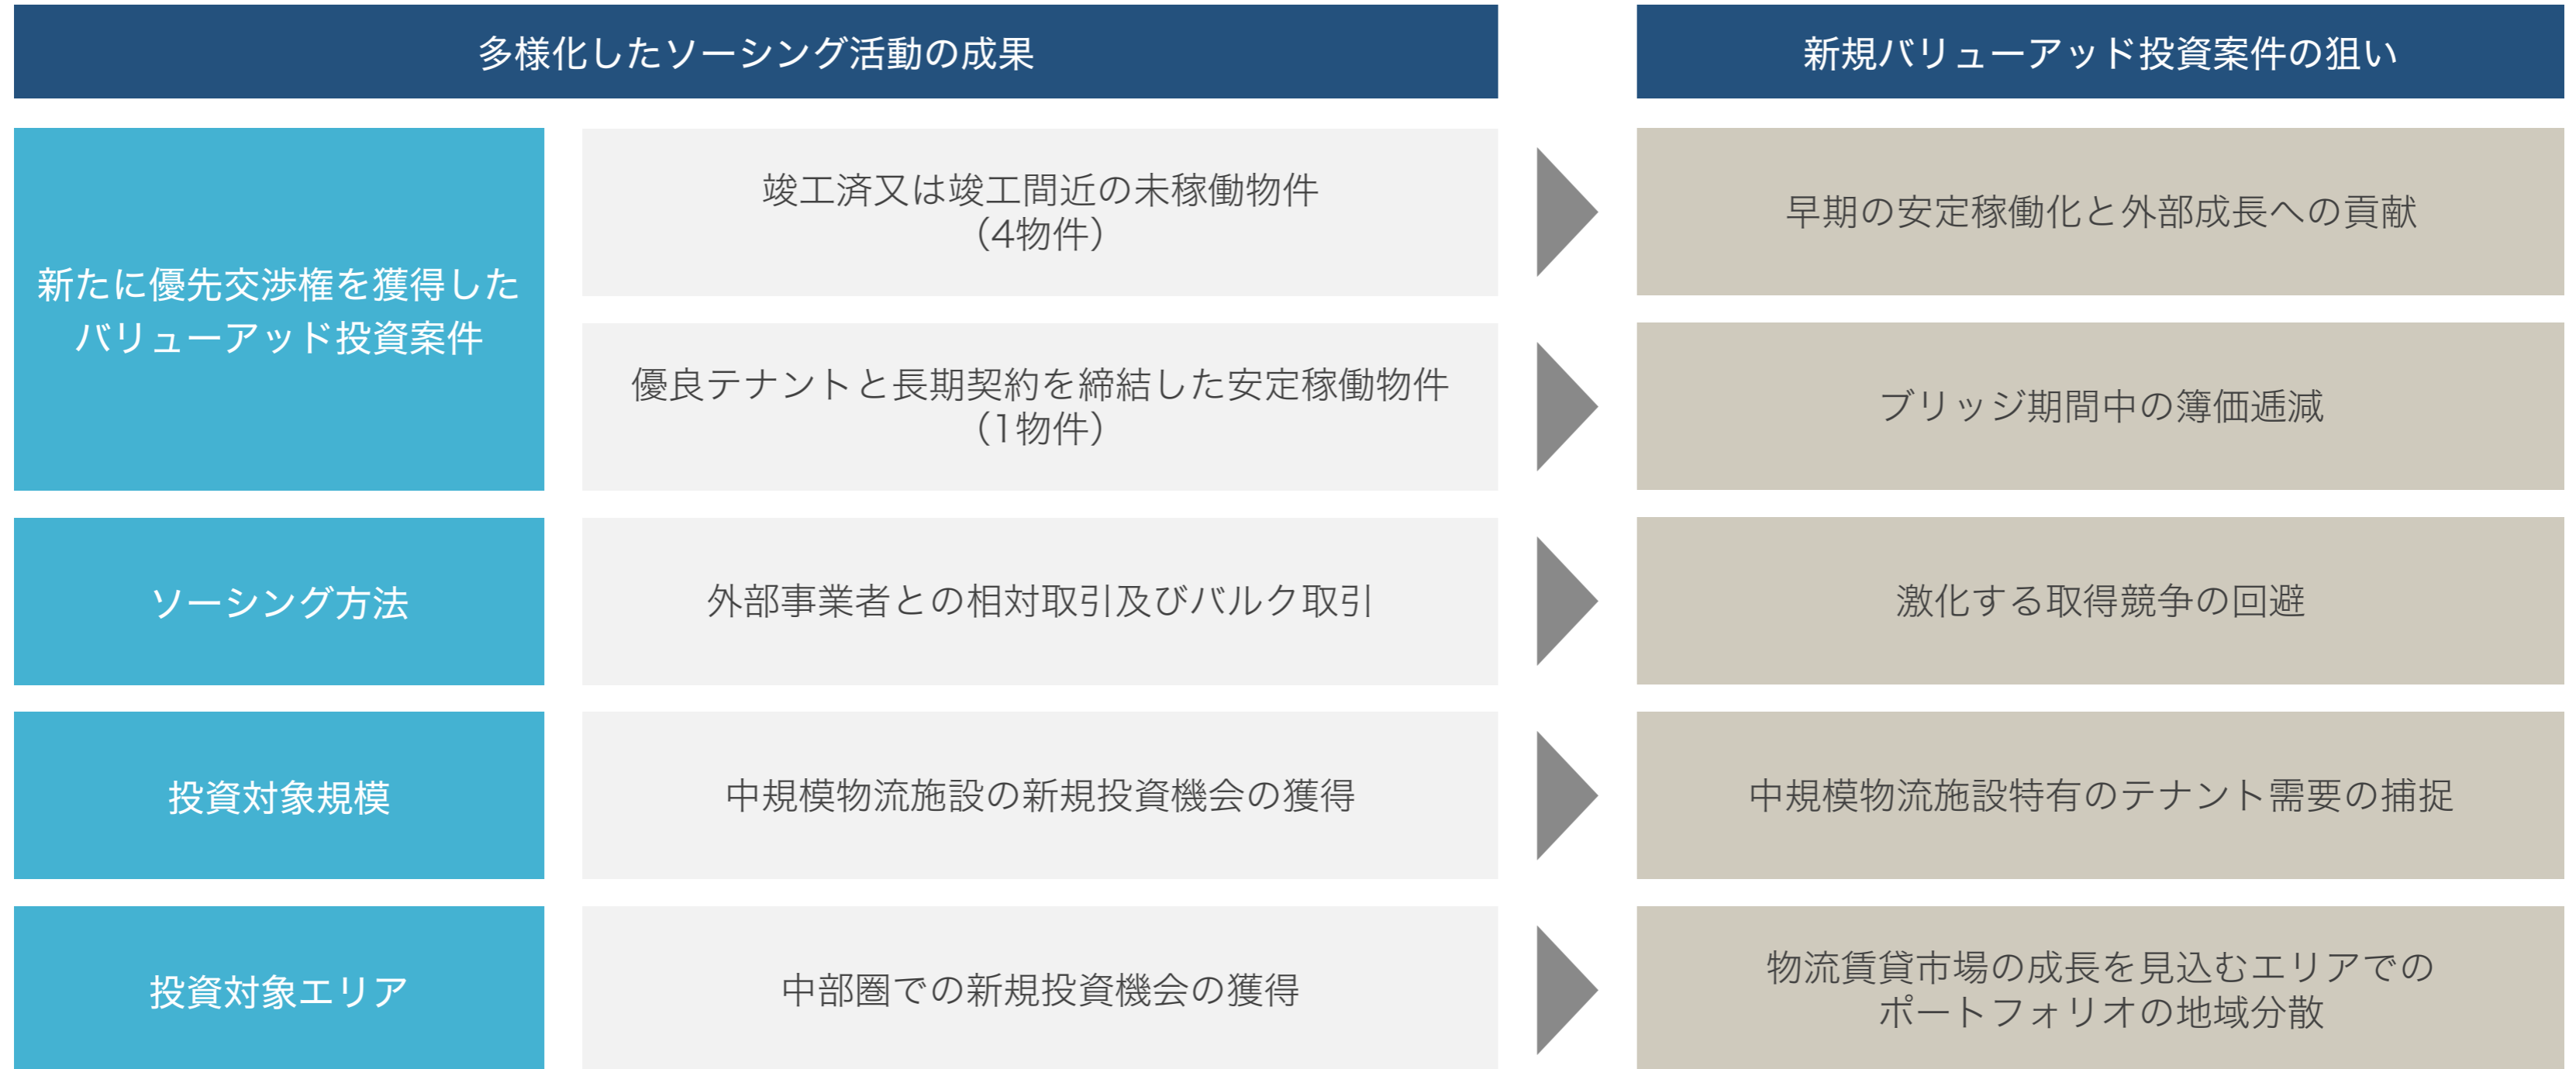 多様化したソーシング活動の成果
新規バリューアッド投資案件の狙い
新たに優先交渉権を獲得した
バリューアッド投資案件
竣工済又は竣工間近の未稼働物件
（4物件）
早期の安定稼働化と外部成長への貢献
優良テナントと長期契約を締結した安定稼働物件
（1物件）
ブリッジ期間中の簿価逓減
ソーシング方法
外部事業者との相対取引及びバルク取引
激化する取得競争の回避
投資対象規模
中規模物流施設の新規投資機会の獲得
中規模物流施設特有のテナント需要の捕捉
投資対象エリア
中部圏での新規投資機会の獲得
物流賃貸市場の成長を見込むエリアでの
ポートフォリオの地域分散